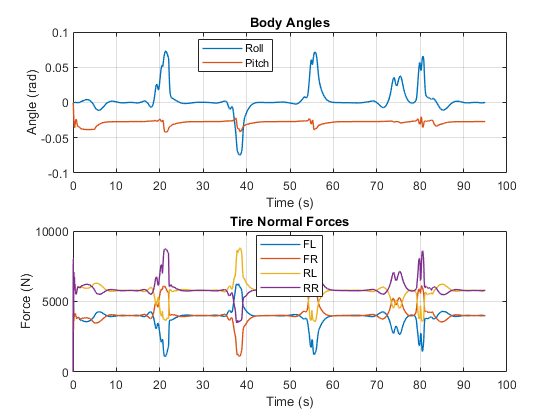 Body Angles
0.1
0.05
0
-0.05
-0.1
Angle (rad)
Roll
Pitch
0 10 20 30 40 50 60 70 80 90 100
Time (s)
Tire Normal Forces
10000
5000
0
Force (N)
FL
FR
RL
RR
0 10 20 30 40 50 60 70 80 90 100
Time (s)